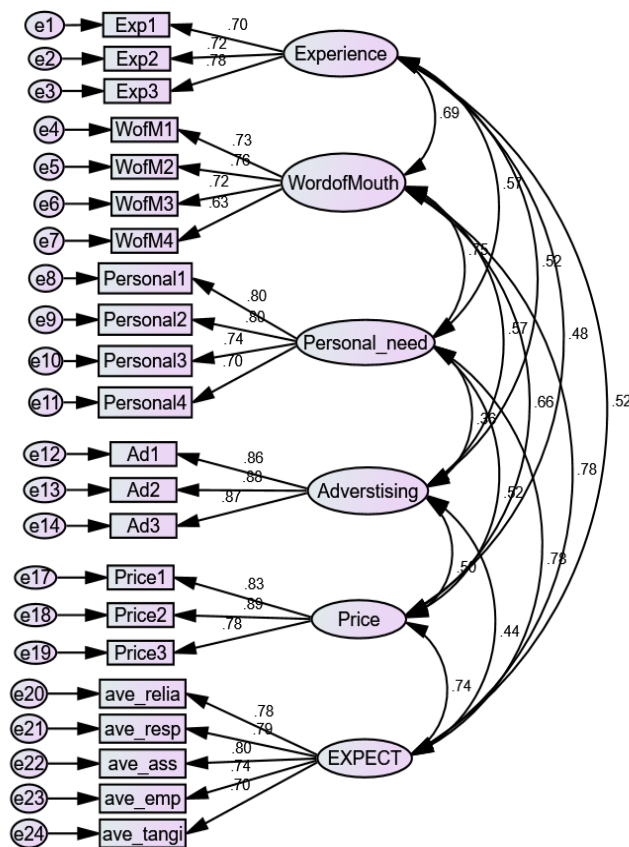 e1 Exp1 .70
e2 Exp2 .72 Experience
e3 Exp3 .78
.69
e4 WofM1 .73
e5 WofM2 .76 WordofMouth .57
e6 WofM3 .72
e7 WofM4 .63
e8 Personal1 .75 .52
e9 Personal2 .80
.80 Personal_need .57 .48
e10 Personal3 .74
e11 Personal4 .70 .66 .52
.36
e12 Ad1 .86 .78
e13 Ad2 .88 Adverstising .52
e14 Ad3 .87
e17 Price1 .83 .50 .78
e18 Price2 .89 Price
e19 Price3 .78 .44
e20 ave_relia .74
e21 ave_resp .78
.79
e22 ave_ass .80 EXPECT
e23 ave_emp .74
e24 ave_tangi .70